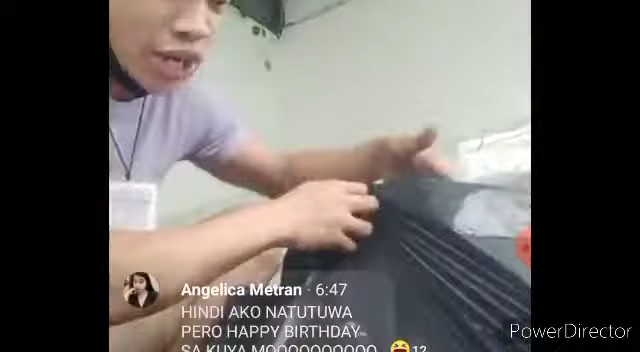 Angelica Metran · 6:47
HINDI AKO NATUTUWA
PERO HAPPY BIRTHDAY
SA KUYA MOOOOOOOOOO 😆12
PowerDirector